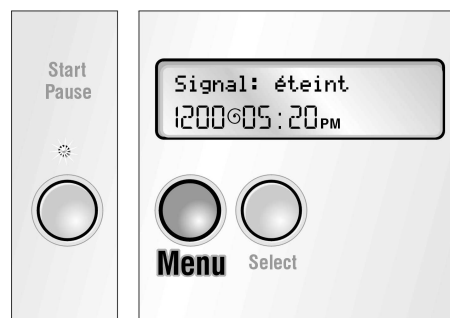 Start
Pause
Signal: éteint
1200 05:20PM
Menu Select